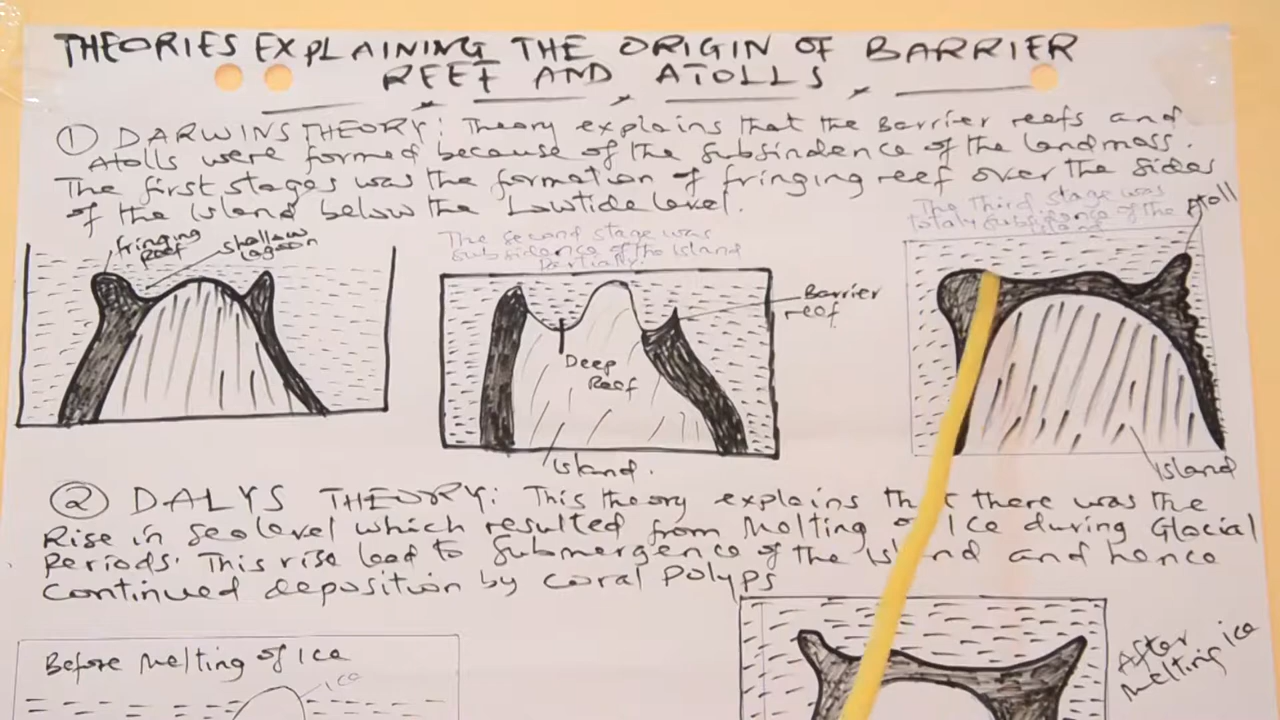 THEORIES EXPLAINING THE ORIGIN OF BARRIER
REEF AND ATOLLS
① DARWINS THEORY: Theory explains that the Barrier reefs and
Atolls were formed because of the Subsindence of the landmass.
The first stages was the formation of fringing reef over the sides
of the Island below the Lowtide level.
fringing
Reef
Shallow
Lagoon
The second stage was
Subsidence of the Island
Partially
Deep
Reef
Barrier
reef
Island.
The Third stage was
totaly Subsidence of the
Island
Atoll
Island
② DALYS THEORY: This theory explains that there was the
Rise in Sea level which resulted from Melting of Ice during Glacial
Periods. This rise lead to Submergence of the Island and hence
Continued deposition by Coral Polyps
Before Melting of Ice
Ice
After
Melting ice